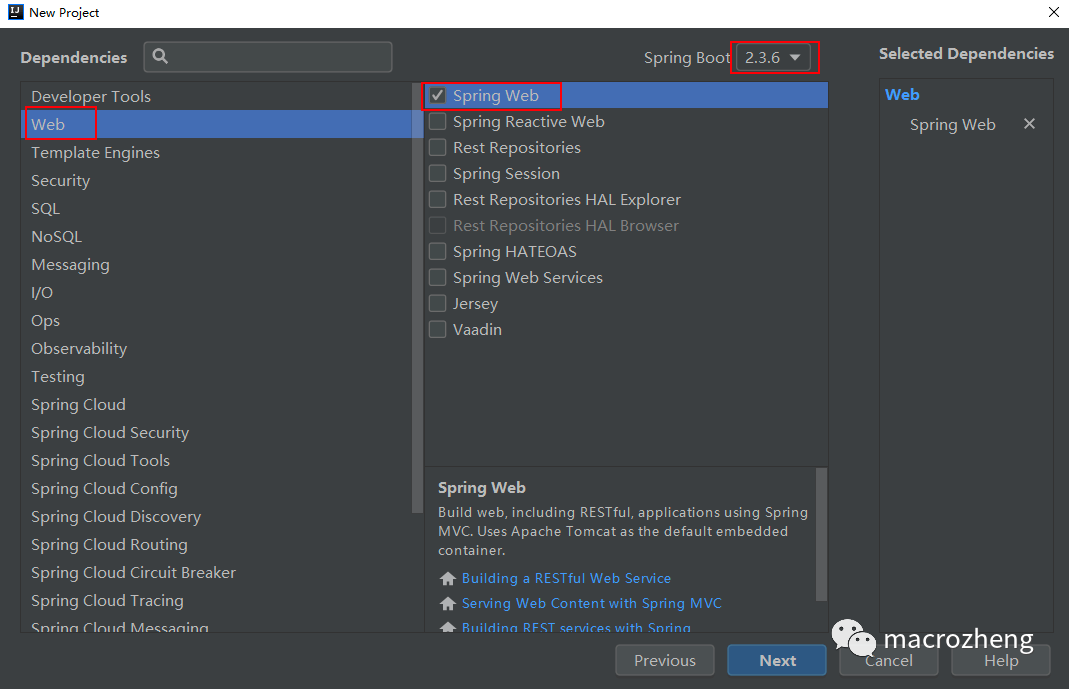 New Project
Dependencies
Spring Boot 2.3.6
Selected Dependencies
Developer Tools
Web
Template Engines
Security
SQL
NoSQL
Messaging
I/O
Ops
Observability
Testing
Spring Cloud
Spring Cloud Security
Spring Cloud Tools
Spring Cloud Config
Spring Cloud Discovery
Spring Cloud Routing
Spring Cloud Circuit Breaker
Spring Cloud Tracing
Spring Cloud Messaging
Spring Web
Spring Reactive Web
Rest Repositories
Spring Session
Rest Repositories HAL Explorer
Rest Repositories HAL Browser
Spring HATEOAS
Spring Web Services
Jersey
Vaadin
Spring Web
Build web, including RESTful, applications using Spring
MVC. Uses Apache Tomcat as the default embedded
container.
Building a RESTful Web Service
Serving Web Content with Spring MVC
Building REST services with Spring
Web
Spring Web
macrozheng
Previous
Next
Cancel
Help